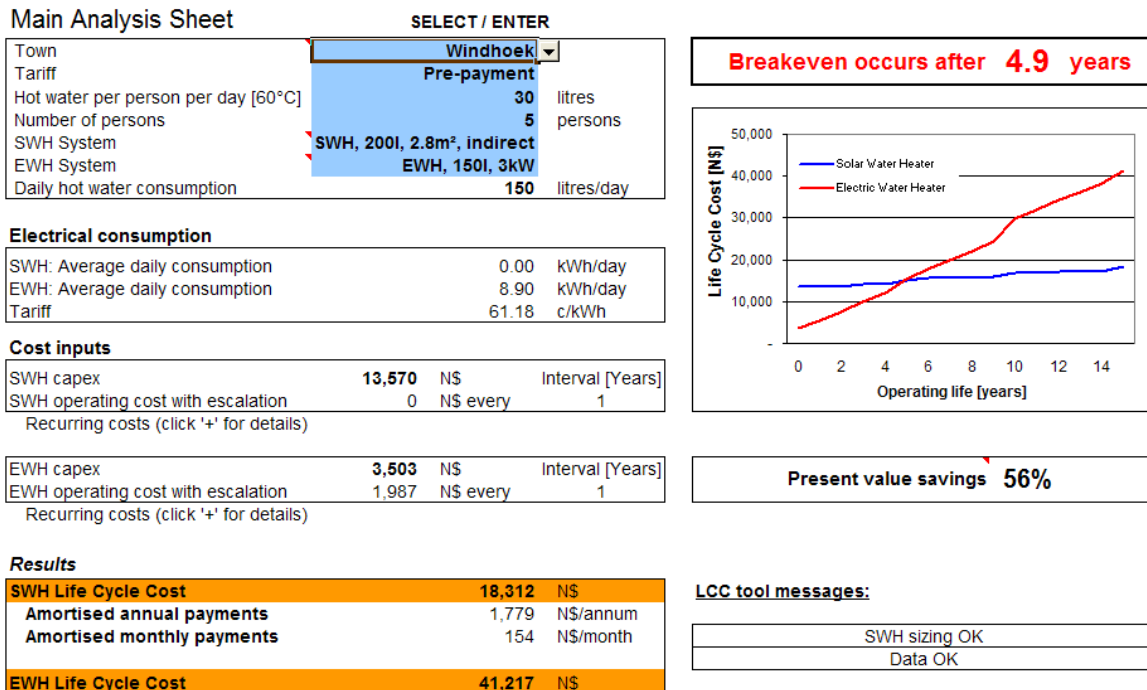 Main Analysis Sheet
SELECT / ENTER
Town Windhoek
Tariff Pre-payment
Hot water per person per day [60°C] 30 litres
Number of persons 5 persons
SWH System SWH, 200l, 2.8m², indirect
EWH System EWH, 150l, 3kW
Daily hot water consumption 150 litres/day
Electrical consumption
SWH: Average daily consumption 0.00 kWh/day
EWH: Average daily consumption 8.90 kWh/day
Tariff 61.18 c/kWh
Cost inputs
SWH capex 13,570 N$ Interval [Years]
SWH operating cost with escalation 0 N$ every 1
Recurring costs (click '+' for details)
EWH capex 3,503 N$ Interval [Years]
EWH operating cost with escalation 1,987 N$ every 1
Recurring costs (click '+' for details)
Results
SWH Life Cycle Cost 18,312 N$
Amortised annual payments 1,779 N$/annum
Amortised monthly payments 154 N$/month
EWH Life Cycle Cost 41,217 N$
Breakeven occurs after 4.9 years
Life Cycle Cost [N$]
50,000
40,000
30,000
20,000
10,000
-
Solar Water Heater
Electric Water Heater
0 2 4 6 8 10 12 14
Operating life [years]
Present value savings 56%
LCC tool messages:
SWH sizing OK
Data OK